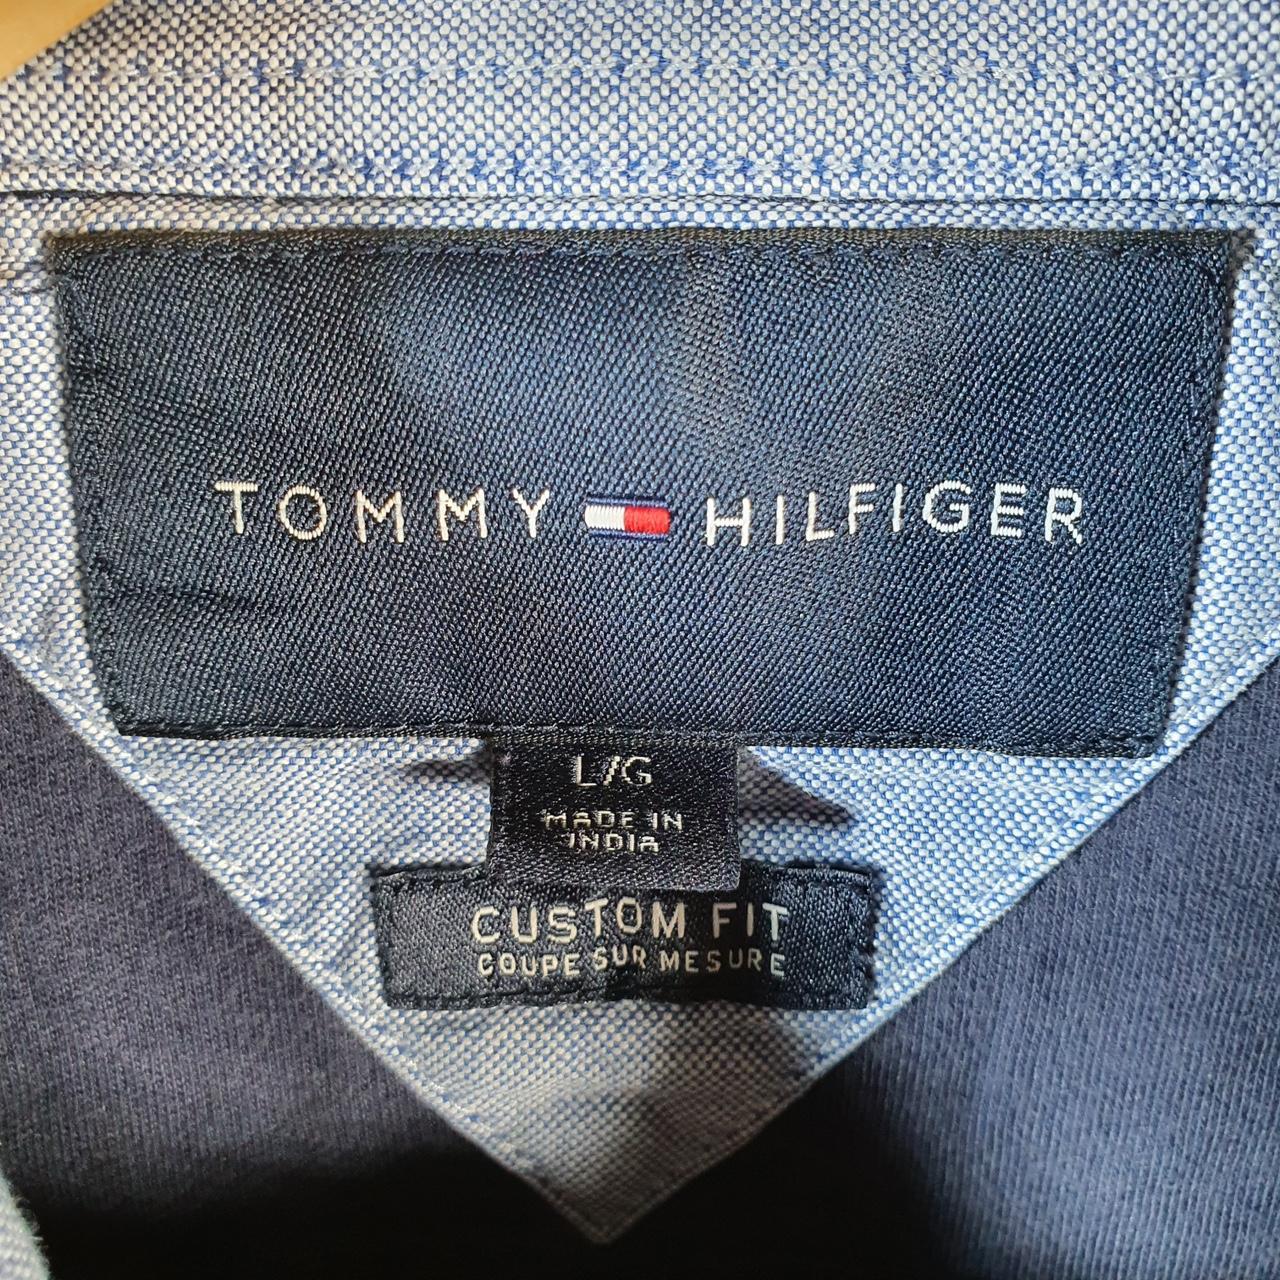 TOMMY HILFIGER
L/G
MADE IN
INDIA
CUSTOM FIT
COUPE SUR MESURE